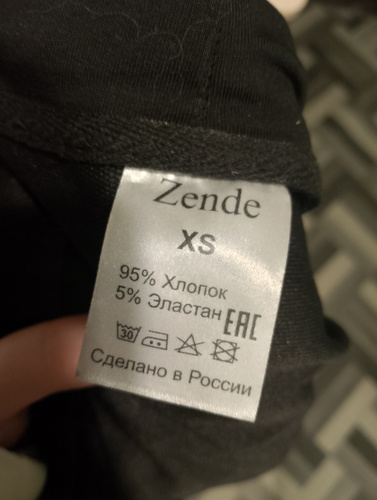 Zende
XS
95% Хлопок
5% Эластан EAC
30
Сделано в России